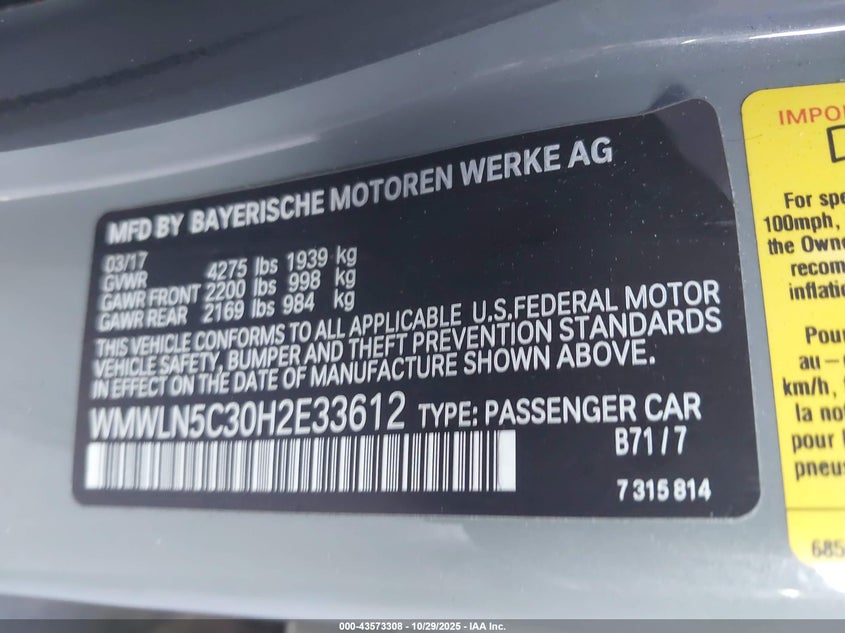 MFD BY BAYERISCHE MOTOREN WERKE AG
03/17
GVWR 4275 lbs 1939 kg
GAWR FRONT 2200 lbs 998 kg
GAWR REAR 2169 lbs 984 kg
THIS VEHICLE CONFORMS TO ALL APPLICABLE U.S.FEDERAL MOTOR
VEHICLE SAFETY, BUMPER AND THEFT PREVENTION STANDARDS
IN EFFECT ON THE DATE OF MANUFACTURE SHOWN ABOVE.
WMWLN5C30H2E33612 TYPE: PASSENGER CAR
B71/7
7 315 814
For spe
100mph,
the Owne
recom
inflatio
Pour
au-
km/h,
la no
pour
pneus
685
000-43573308 | 10/29/2025 - IAA Inc.